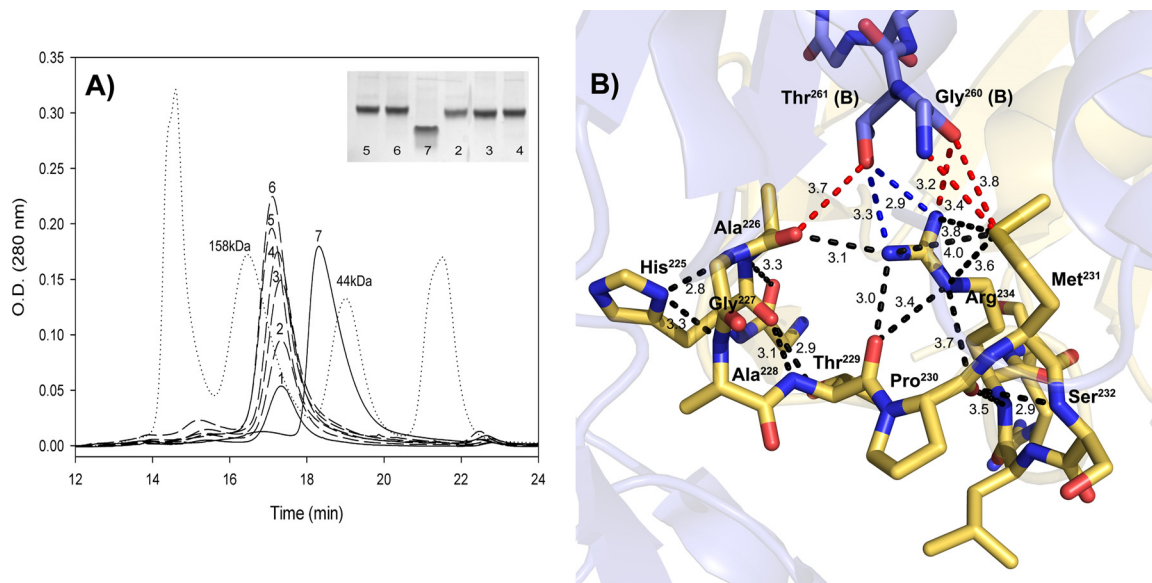 A)
0.35
0.30
0.25
0.20
0.15
0.10
0.05
0.00
O.D. (280 nm)
5 6 7 2 3 4
158kDa
6
5
4
3
2
1
7
44kDa
12 14 16 18 20 22 24
Time (min)
B)
Thr261 (B)
Gly260 (B)
3.7
3.3
2.9
3.2
3.4
3.8
Ala226
3.8
4.0
3.1
3.6
His225
2.8
3.3
Met231
Gly227
Arg234
3.0
3.4
3.3
3.1
2.9
Thr229
3.7
Ala228
Pro230
Ser232
3.5
2.9